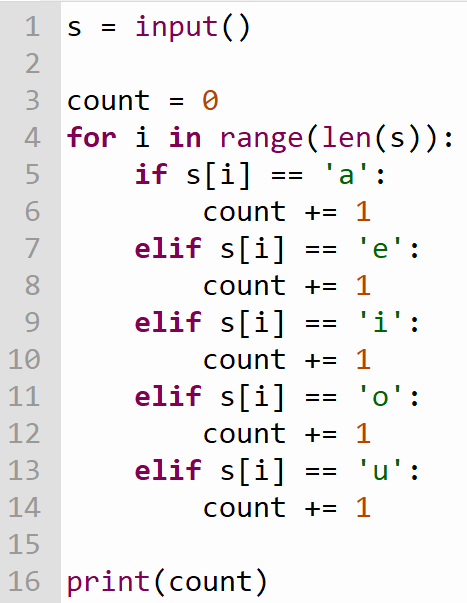 1 s = input()
2
3 count = 0
4 for i in range(len(s)):
5     if s[i] == 'a':
6         count += 1
7     elif s[i] == 'e':
8         count += 1
9     elif s[i] == 'i':
10         count += 1
11     elif s[i] == 'o':
12         count += 1
13     elif s[i] == 'u':
14         count += 1
15
16 print(count)